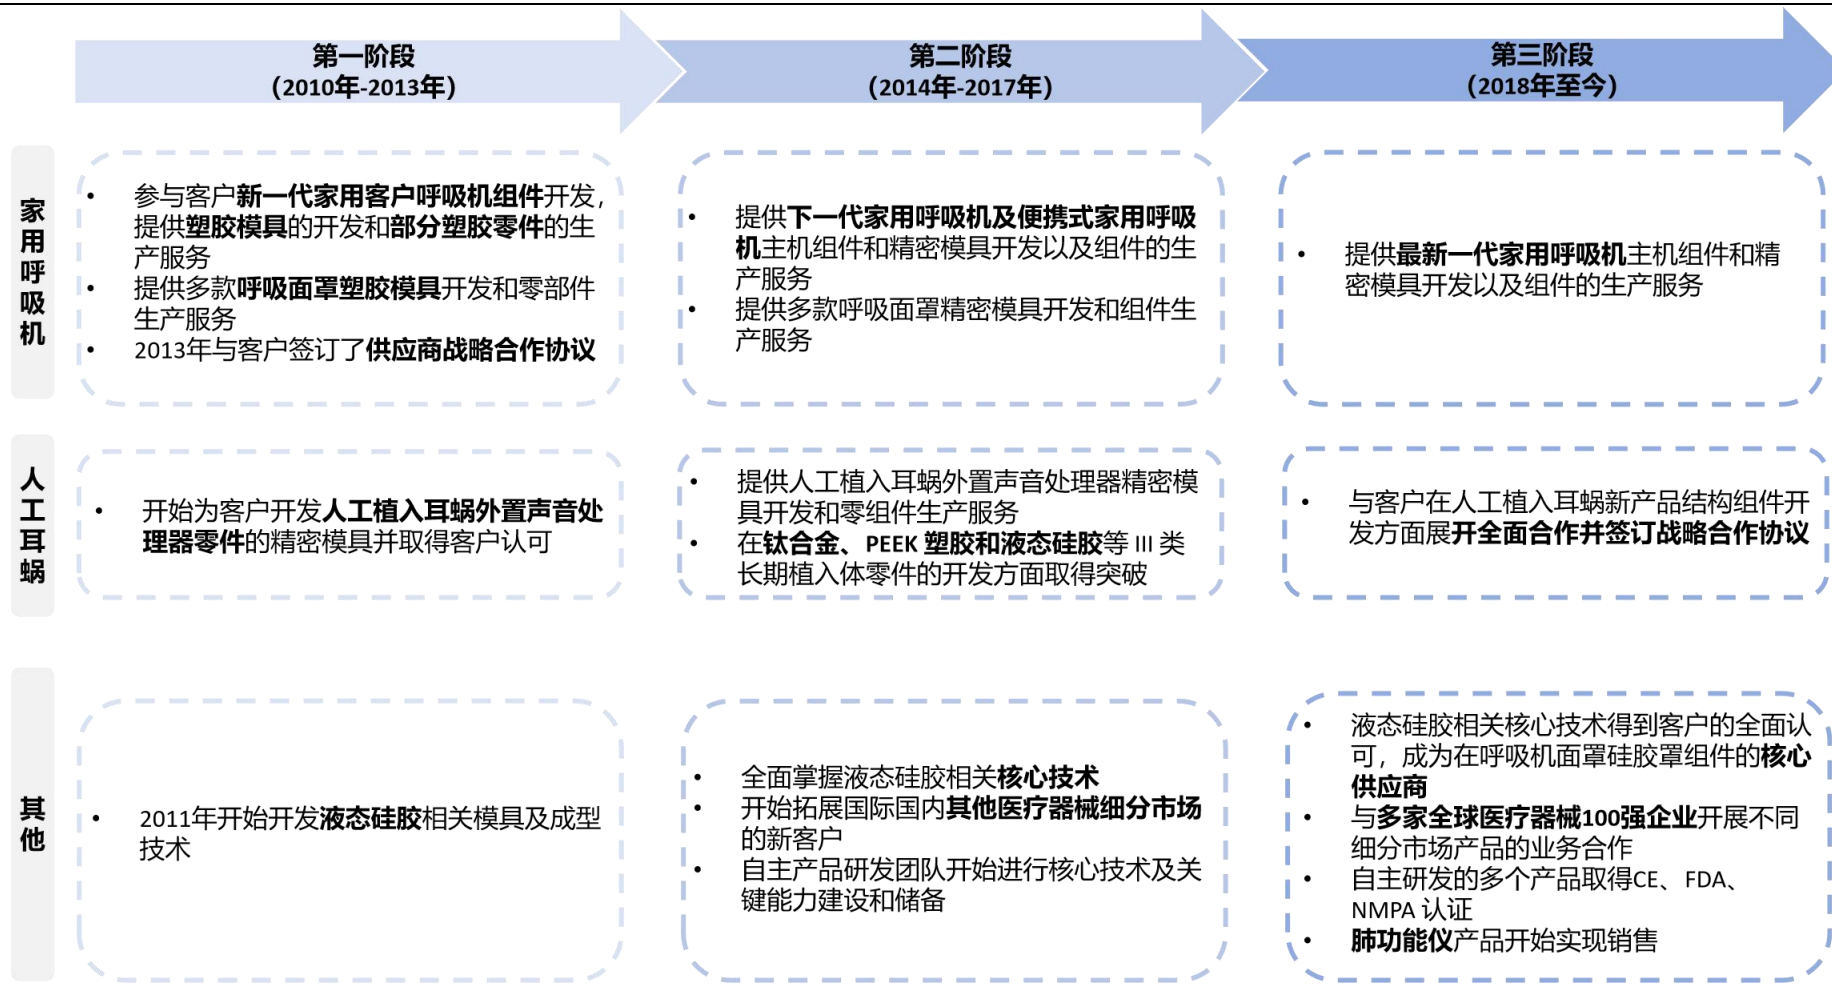 第一阶段
（2010年-2013年）
第二阶段
（2014年-2017年）
第三阶段
（2018年至今）
家用呼吸机
• 参与客户新一代家用客户呼吸机组件开发，
提供塑胶模具的开发和部分塑胶零件的生
产服务
• 提供多款呼吸面罩塑胶模具开发和零部件
生产服务
• 2013年与客户签订了供应商战略合作协议
• 提供下一代家用呼吸机及便携式家用呼吸
机主机组件和精密模具开发以及组件的生
产服务
• 提供多款呼吸面罩精密模具开发和组件生
产服务
• 提供最新一代家用呼吸机主机组件和精
密模具开发以及组件的生产服务
人工耳蜗
• 开始为客户开发人工植入耳蜗外置声音处
理器零件的精密模具并取得客户认可
• 提供人工植入耳蜗外置声音处理器精密模
具开发和零组件生产服务
• 在钛合金、PEEK 塑胶和液态硅胶等 III 类
长期植入体零件的开发方面取得突破
• 与客户在人工植入耳蜗新产品结构组件开
发方面展开全面合作并签订战略合作协议
其他
• 2011年开始开发液态硅胶相关模具及成型
技术
• 全面掌握液态硅胶相关核心技术
• 开始拓展国际国内其他医疗器械细分市场
的新客户
• 自主产品研发团队开始进行核心技术及关
键能力建设和储备
• 液态硅胶相关核心技术得到客户的全面认
可，成为在呼吸机面罩硅胶罩组件的核心
供应商
• 与多家全球医疗器械100强企业开展不同
细分市场产品的业务合作
• 自主研发的多个产品取得CE、FDA、
NMPA 认证
• 肺功能仪产品开始实现销售